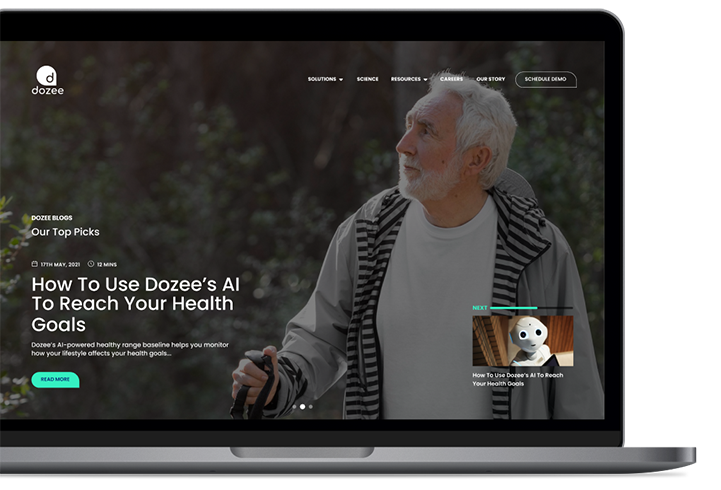 dozee
SOLUTIONS
SCIENCE
RESOURCES
CAREERS
OUR STORY
SCHEDULE DEMO
DOZEE BLOGS
Our Top Picks
17TH MAY, 2021
12 MINS
How To Use Dozee's AI
To Reach Your Health
Goals
Dozee's AI-powered healthy range baseline helps you monitor
how your lifestyle affects your health goals...
READ MORE
NEXT
How To Use Dozee's AI To Reach
Your Health Goals